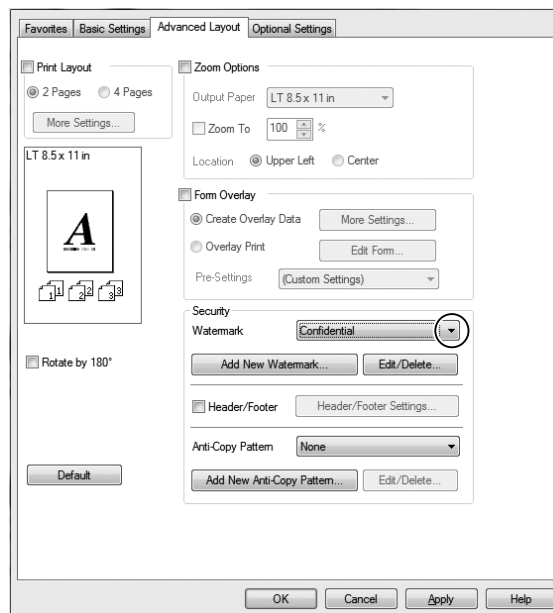 Favorites Basic Settings Advanced Layout Optional Settings
Print Layout
2 Pages 4 Pages
More Settings...
LT 8.5 x 11 in
A
1 1 2 2 3 3
Rotate by 180°
Default
Zoom Options
Output Paper LT 8.5 x 11 in
Zoom To 100 %
Location Upper Left Center
Form Overlay
Create Overlay Data More Settings...
Overlay Print Edit Form...
Pre-Settings (Custom Settings)
Security
Watermark Confidential
Add New Watermark... Edit/Delete...
Header/Footer Header/Footer Settings...
Anti-Copy Pattern None
Add New Anti-Copy Pattern... Edit/Delete...
OK Cancel Apply Help